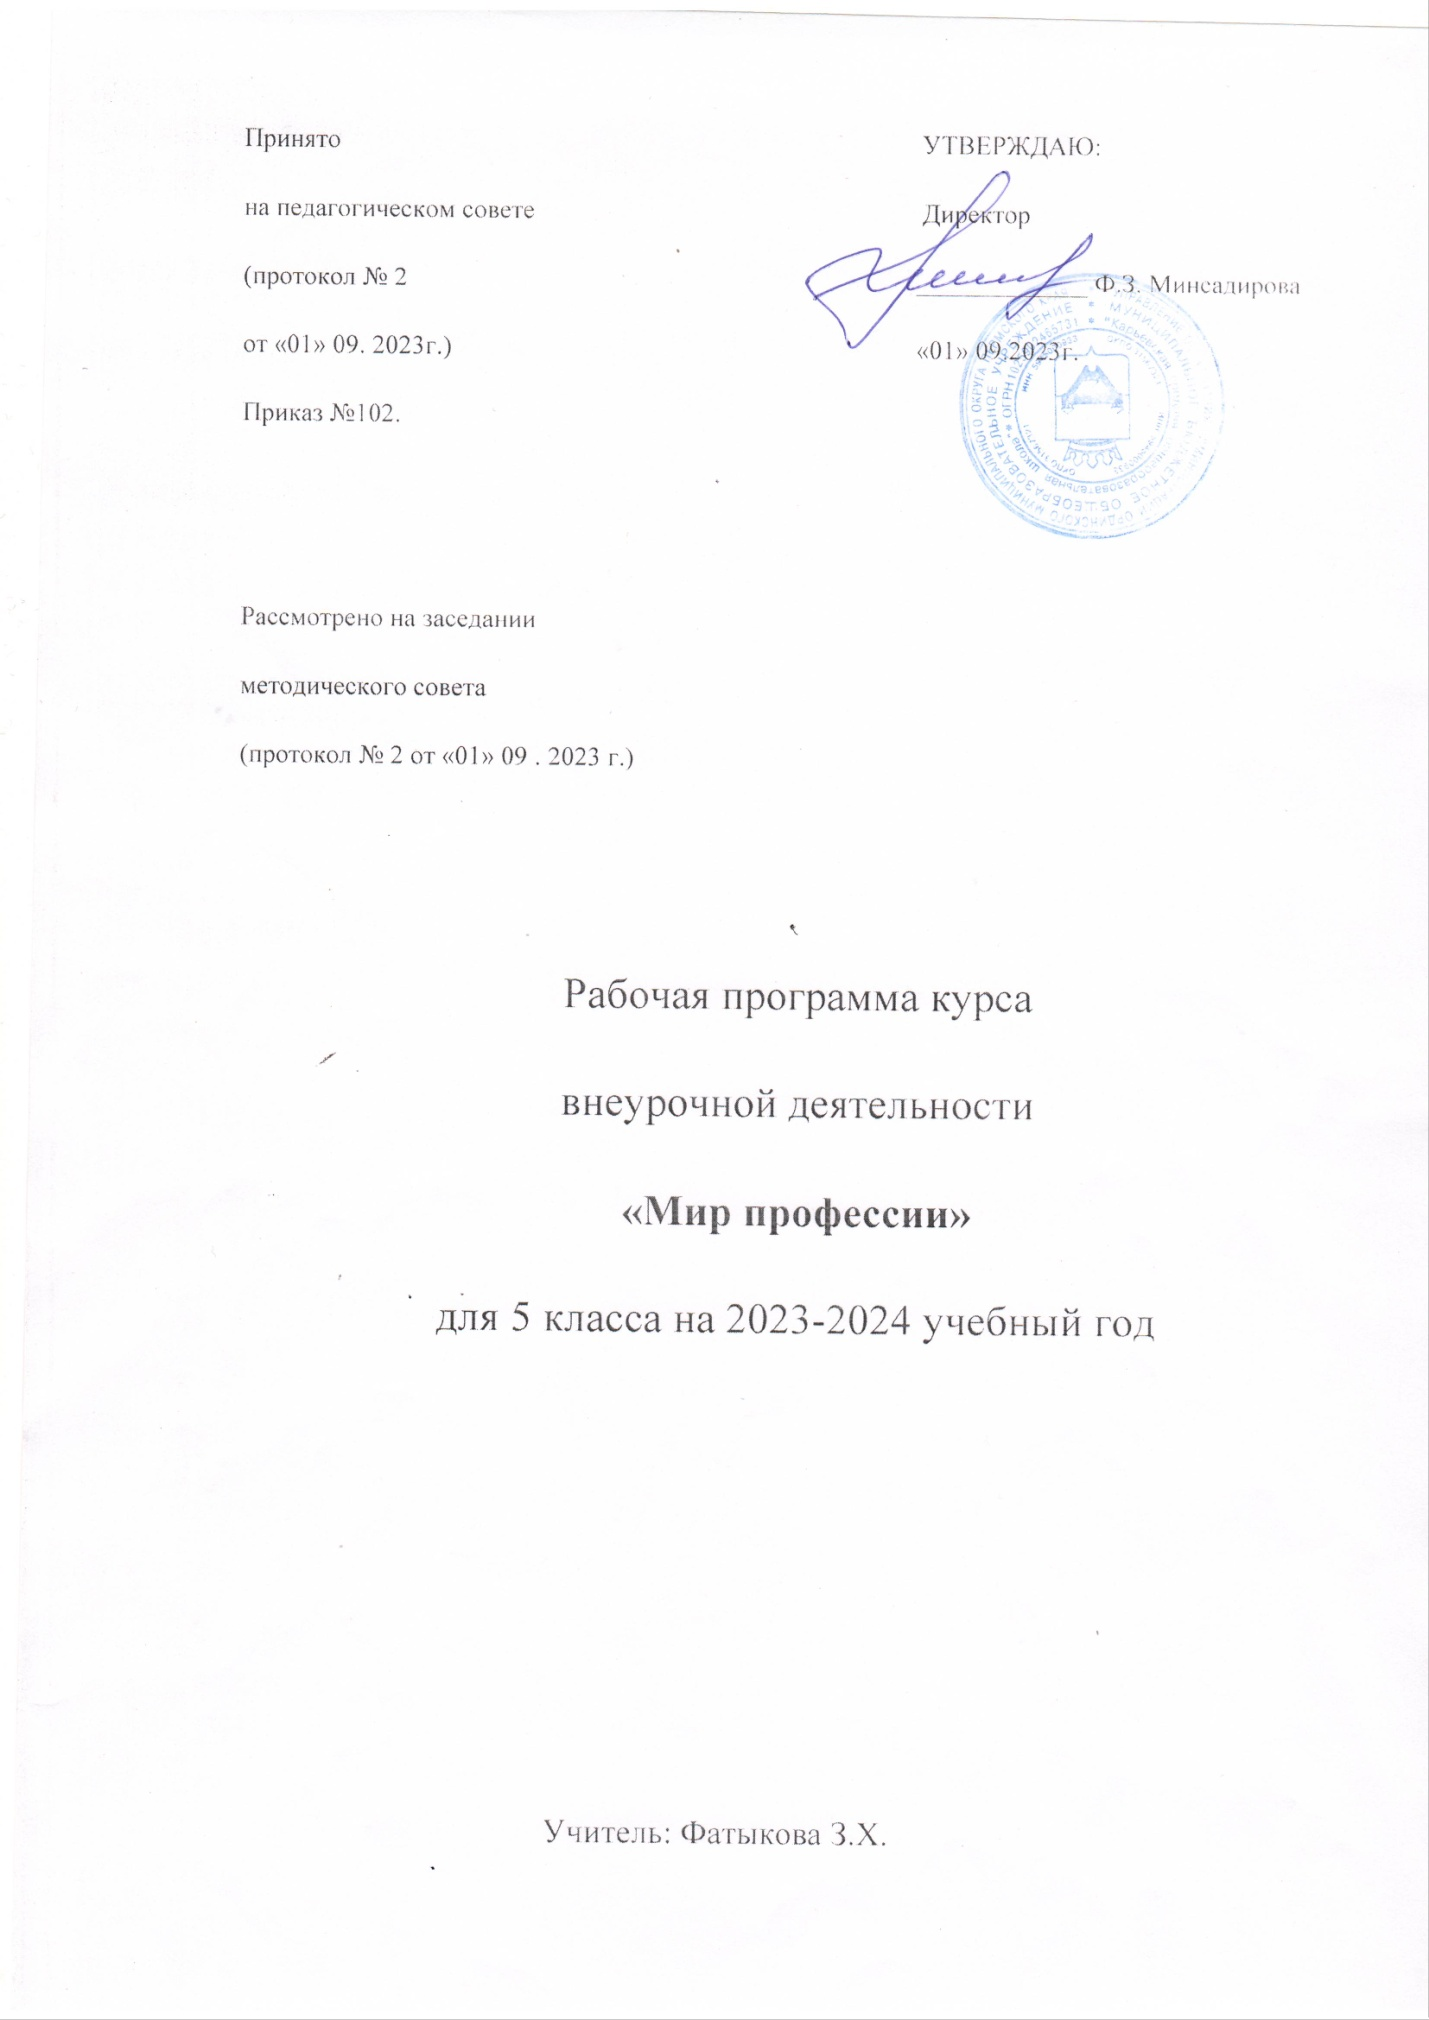 Принято
на педагогическом совете
(протокол № 2
от «01» 09. 2023г.)
Приказ №102.
УТВЕРЖДАЮ:
Директор
____________ Ф.З. Минсадирова
«01» 09.2023г.
Рассмотрено на заседании
методического совета
(протокол № 2 от «01» 09 . 2023 г.)
Рабочая программа курса
внеурочной деятельности
«Мир профессии»
для 5 класса на 2023-2024 учебный год
Учитель: Фатыкова З.Х.